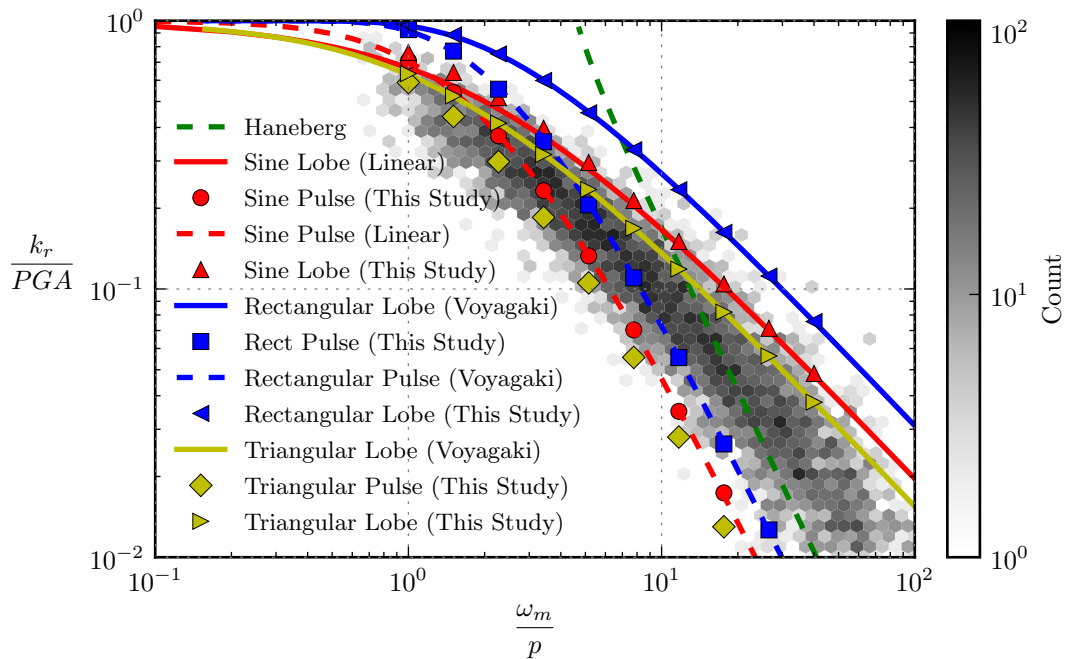 10^0
10^-1
10^-2
k_r
PGA
Haneberg
Sine Lobe (Linear)
Sine Pulse (This Study)
Sine Pulse (Linear)
Sine Lobe (This Study)
Rectangular Lobe (Voyagaki)
Rect Pulse (This Study)
Rectangular Pulse (Voyagaki)
Rectangular Lobe (This Study)
Triangular Lobe (Voyagaki)
Triangular Pulse (This Study)
Triangular Lobe (This Study)
10^-1 10^0 10^1 10^2
ω_m
p
10^2
10^1
10^0
Count